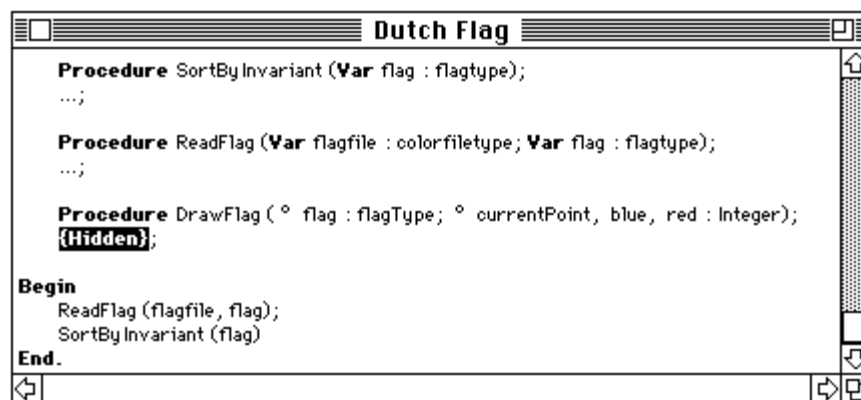 Dutch Flag
Procedure SortByInvariant (Var flag : flagtype);
...;
Procedure ReadFlag (Var flagfile : colorfiletype; Var flag : flagtype);
...;
Procedure DrawFlag ( ° flag : flagType; ° currentPoint, blue, red : Integer);
{Hidden};
Begin
ReadFlag (flagfile, flag);
SortByInvariant (flag)
End.